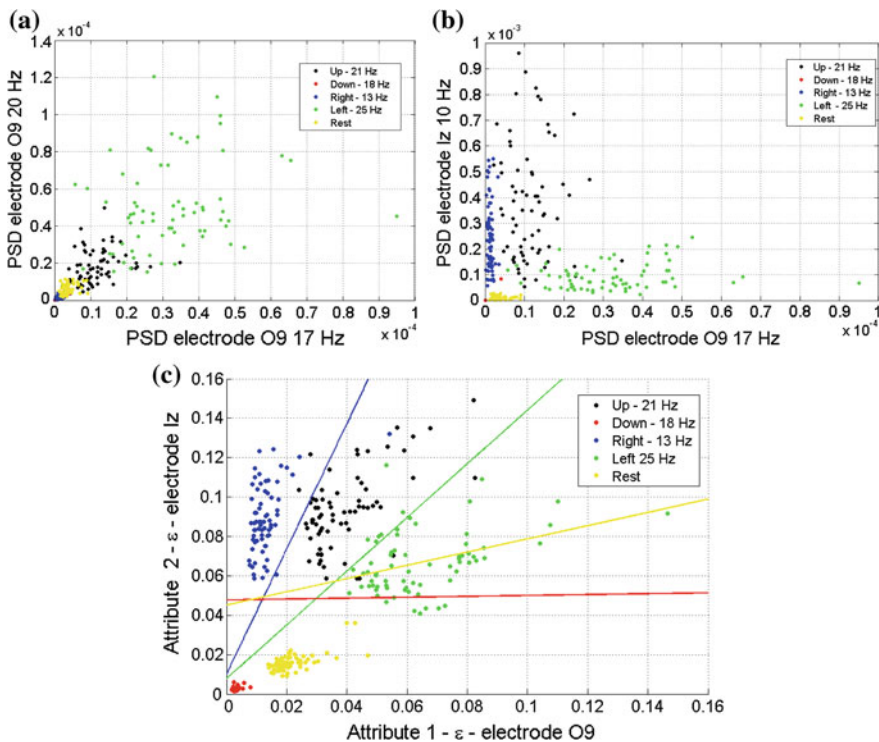 (a)
× 10⁻⁴
1.4
1.2
1
0.8
0.6
0.4
0.2
0
PSD electrode O9 20 Hz
Up - 21 Hz
Down - 18 Hz
Right - 13 Hz
Left - 25 Hz
Rest
0 0.1 0.2 0.3 0.4 0.5 0.6 0.7 0.8 0.9 1
× 10⁻⁴
PSD electrode O9 17 Hz
(b)
× 10⁻³
1
0.9
0.8
0.7
0.6
0.5
0.4
0.3
0.2
0.1
0
PSD electrode Iz 10 Hz
Up - 21 Hz
Down - 18 Hz
Right - 13 Hz
Left - 25 Hz
Rest
0 0.1 0.2 0.3 0.4 0.5 0.6 0.7 0.8 0.9 1
× 10⁻⁴
PSD electrode O9 17 Hz
(c)
0.16
0.14
0.12
0.1
0.08
0.06
0.04
0.02
0
Attribute 2 - ε - electrode Iz
Up - 21 Hz
Down - 18 Hz
Right - 13 Hz
Left 25 Hz
Rest
0 0.02 0.04 0.06 0.08 0.1 0.12 0.14 0.16
Attribute 1 - ε - electrode O9